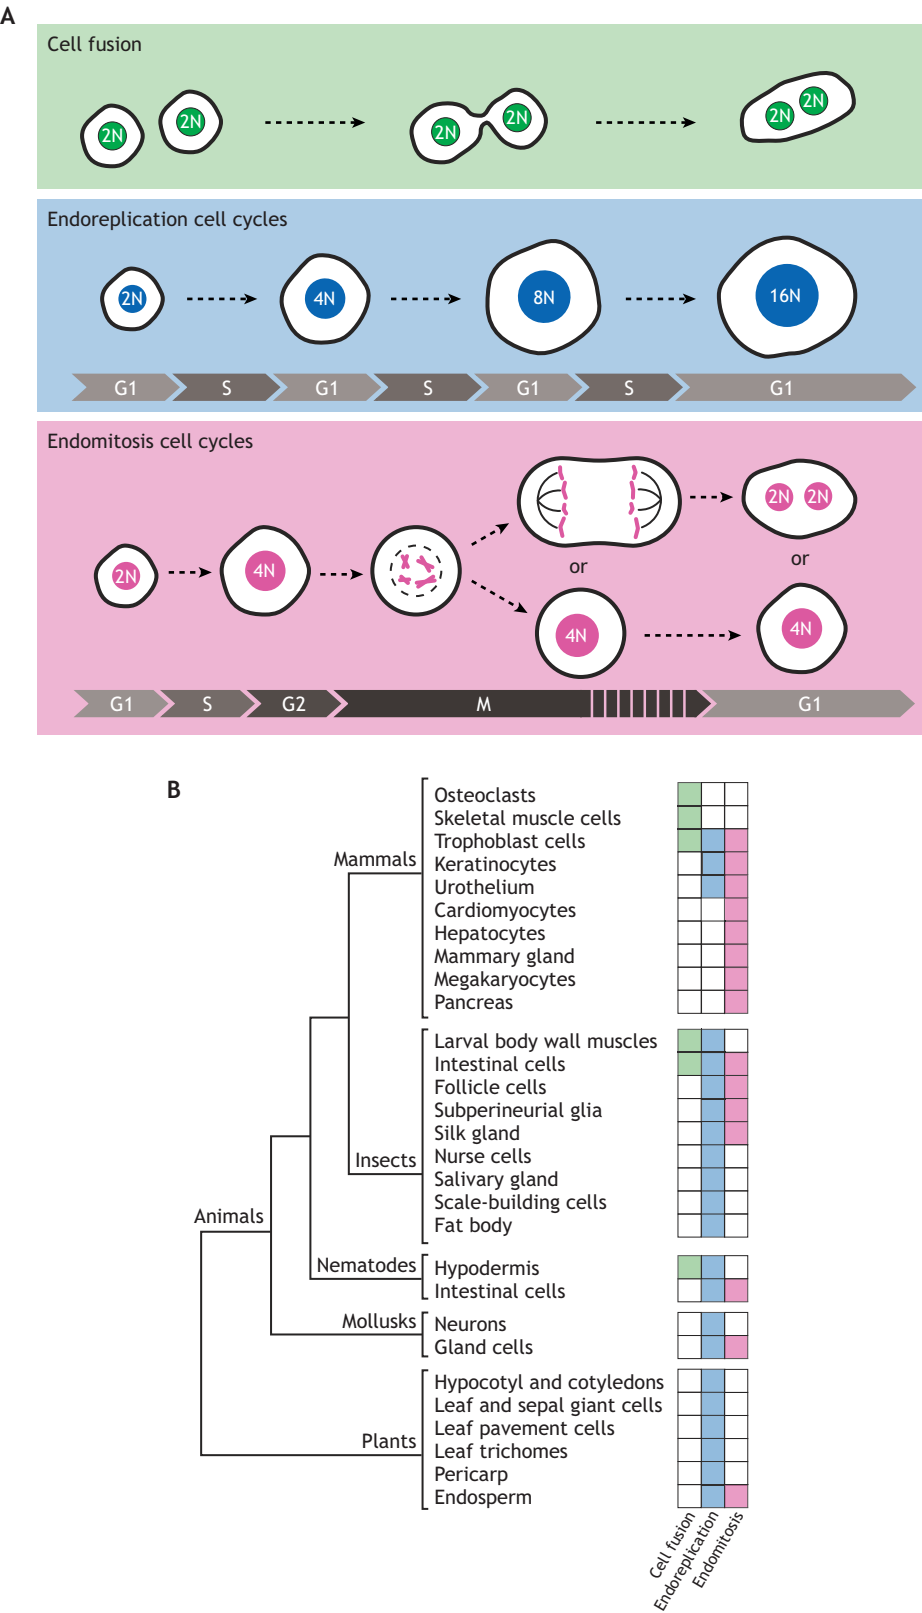 A
Cell fusion
2N
2N
2N
2N
2N
2N
Endoreplication cell cycles
2N
4N
8N
16N
G1
S
G1
S
G1
S
G1
Endomitosis cell cycles
2N
4N
2N
2N
or
or
4N
4N
G1
S
G2
M
G1
B
Mammals
Osteoclasts
Skeletal muscle cells
Trophoblast cells
Keratinocytes
Urothelium
Cardiomyocytes
Hepatocytes
Mammary gland
Megakaryocytes
Pancreas
Insects
Larval body wall muscles
Intestinal cells
Follicle cells
Subperineurial glia
Silk gland
Nurse cells
Salivary gland
Scale-building cells
Fat body
Animals
Nematodes
Hypodermis
Intestinal cells
Mollusks
Neurons
Gland cells
Plants
Hypocotyl and cotyledons
Leaf and sepal giant cells
Leaf pavement cells
Leaf trichomes
Pericarp
Endosperm
Cell fusion
Endoreplication
Endomitosis